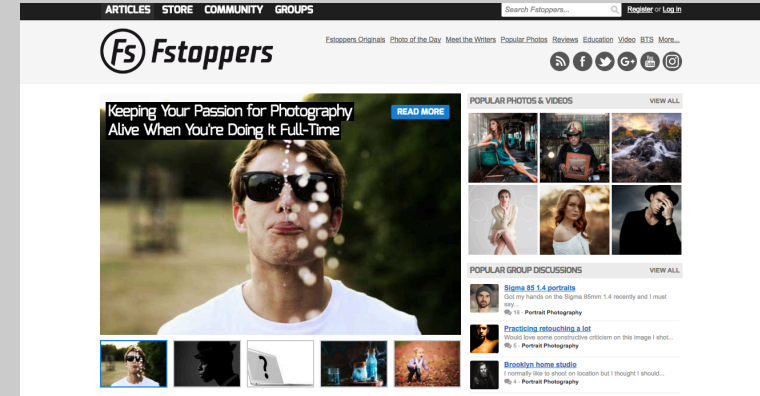 ARTICLES STORE COMMUNITY GROUPS
Search Fstoppers...
Register or Log in
Fs Fstoppers
Fstoppers Originals Photo of the Day Meet the Writers Popular Photos Reviews Education Video BTS More...
You
Tube
Keeping Your Passion for Photography
Alive When You're Doing It Full-Time
READ MORE
?
POPULAR PHOTOS & VIDEOS
VIEW ALL
POPULAR GROUP DISCUSSIONS
VIEW ALL
Sigma 85 1.4 portraits
Got my hands on the Sigma 85mm 1.4 recently and I must
say...
Portrait Photography
Practicing retouching a lot
Would love some constructive criticism on this image I shot...
Portrait Photography
Brooklyn home studio
I normally like to shoot on location but I thought I should...
4 - Portrait Photography